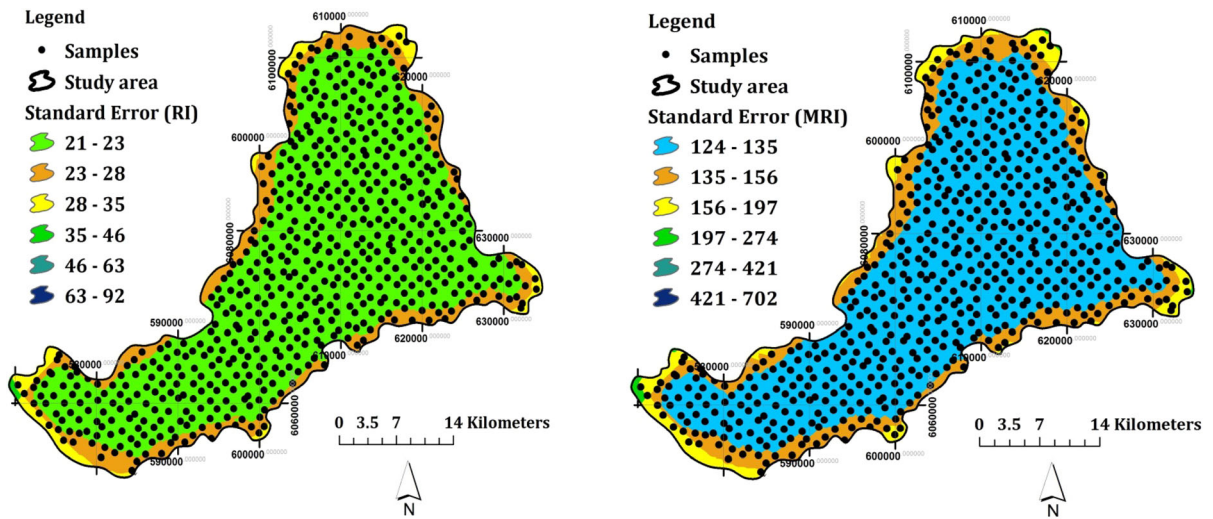 Legend
Samples
Study area
Standard Error (RI)
21 - 23
23 - 28
28 - 35
35 - 46
46 - 63
63 - 92
610000
6100000
620000
600000
6080000
630000
590000
630000
620000
580000
610000
6060000
590000
600000
0 3.5 7 14 Kilometers
N
Legend
Samples
Study area
Standard Error (MRI)
124 - 135
135 - 156
156 - 197
197 - 274
274 - 421
421 - 702
610000
6100000
620000
600000
6080000
630000
590000
630000
620000
580000
610000
6060000
590000
600000
0 3.5 7 14 Kilometers
N